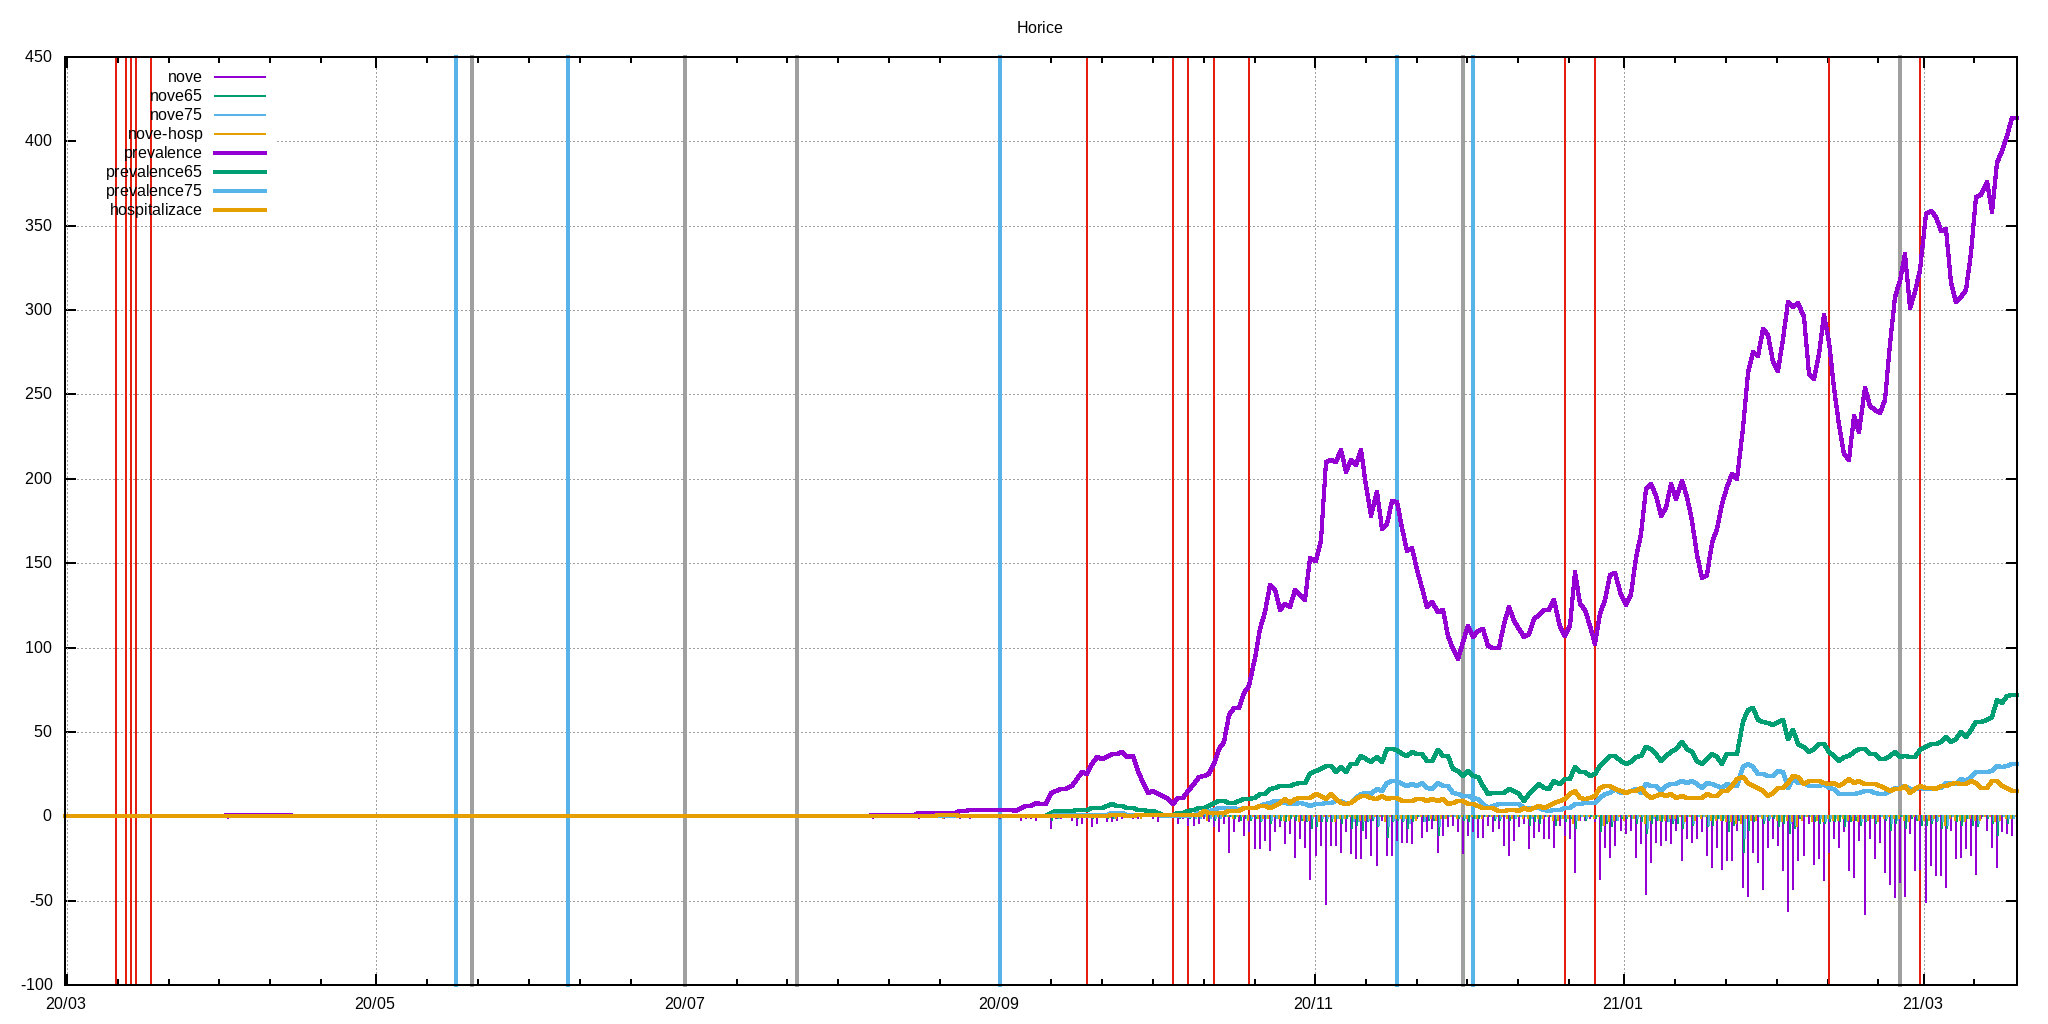 Horice
450
400
350
300
250
200
150
100
50
0
-50
-100
nove
nove65
nove75
nove-hosp
prevalence
prevalence65
prevalence75
hospitalizace
20/03 20/05 20/07 20/09 20/11 21/01 21/03